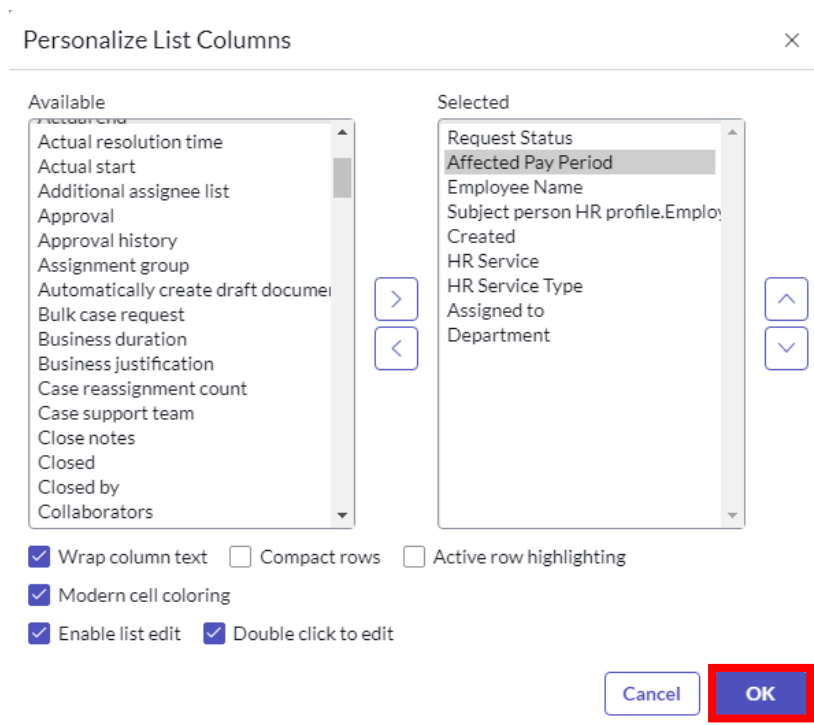 Personalize List Columns
Available
Selected
Actual end
Actual resolution time
Actual start
Additional assignee list
Approval
Approval history
Assignment group
Automatically create draft documen
Bulk case request
Business duration
Business justification
Case reassignment count
Case support team
Close notes
Closed
Closed by
Collaborators
Request Status
Affected Pay Period
Employee Name
Subject person HR profile.Employ
Created
HR Service
HR Service Type
Assigned to
Department
Wrap column text
Compact rows
Active row highlighting
Modern cell coloring
Enable list edit
Double click to edit
Cancel
OK